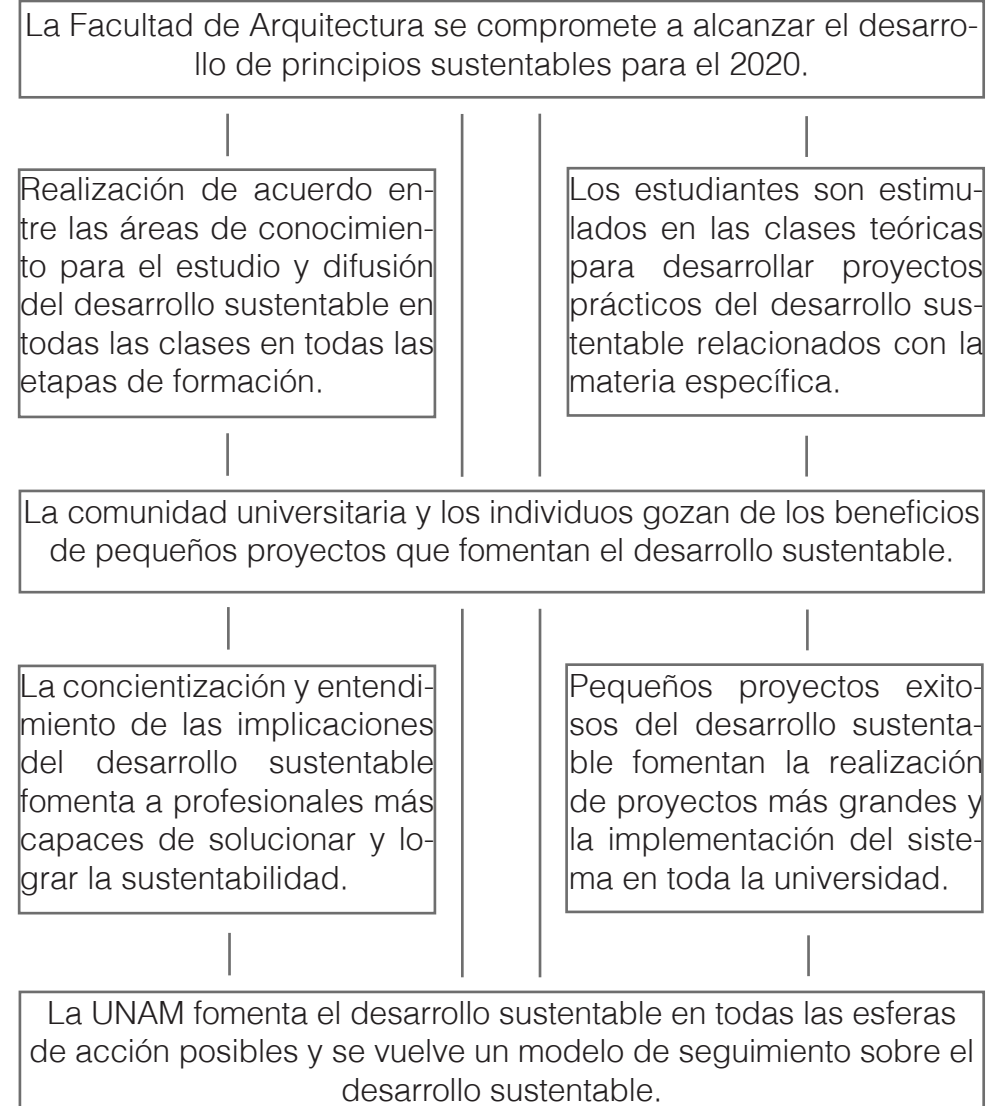 La Facultad de Arquitectura se compromete a alcanzar el desarro-
llo de principios sustentables para el 2020.
Realización de acuerdo en-
tre las áreas de conocimien-
to para el estudio y difusión
del desarrollo sustentable en
todas las clases en todas las
etapas de formación.
Los estudiantes son estimu-
lados en las clases teóricas
para desarrollar proyectos
prácticos del desarrollo sus-
tentable relacionados con la
materia específica.
La comunidad universitaria y los individuos gozan de los beneficios
de pequeños proyectos que fomentan el desarrollo sustentable.
La concientización y entendi-
miento de las implicaciones
del desarrollo sustentable
fomenta a profesionales más
capaces de solucionar y lo-
grar la sustentabilidad.
Pequeños proyectos exito-
sos del desarrollo sustenta-
ble fomentan la realización
de proyectos más grandes y
la implementación del siste-
ma en toda la universidad.
La UNAM fomenta el desarrollo sustentable en todas las esferas
de acción posibles y se vuelve un modelo de seguimiento sobre el
desarrollo sustentable.